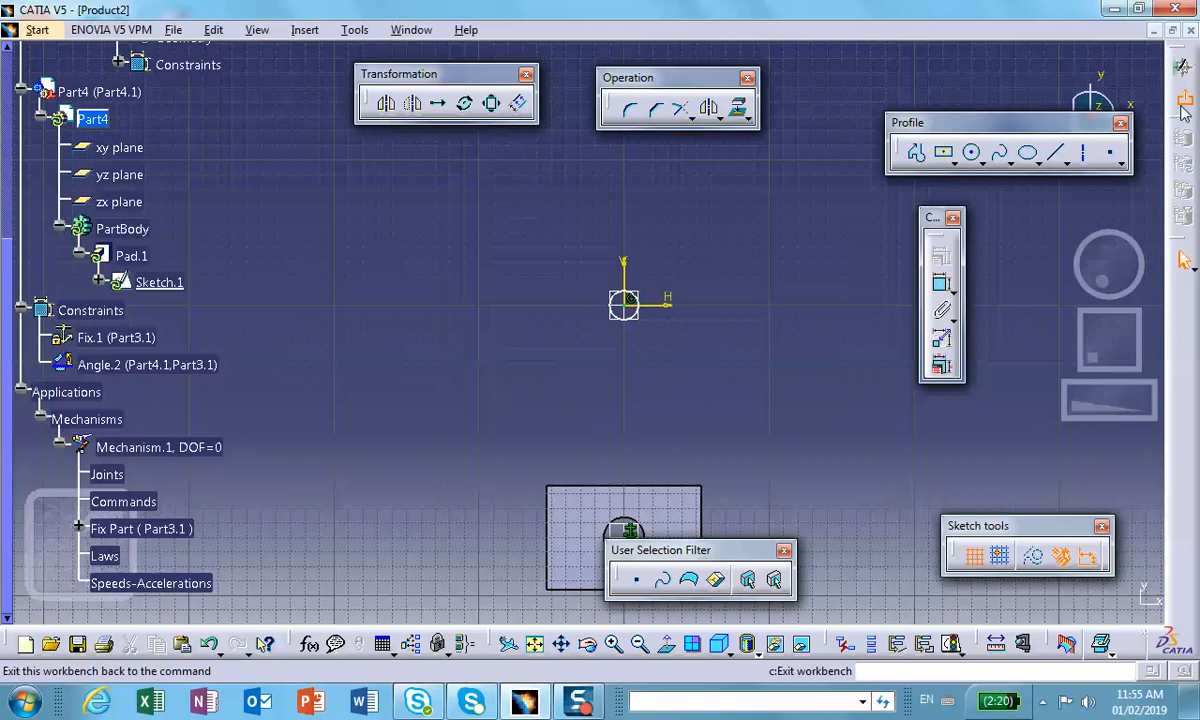 CATIA V5 - [Product2]
Start ENOVIA V5 VPM File Edit View Insert Tools Window Help
Constraints
Part4 (Part4.1)
Part4
xy plane
yz plane
zx plane
PartBody
Pad.1
Sketch.1
Constraints
Fix.1 (Part3.1)
Angle.2 (Part4.1,Part3.1)
Applications
Mechanisms
Mechanism.1, DOF=0
Joints
Commands
Fix Part ( Part3.1 )
Laws
Speeds-Accelerations
Transformation
Operation
y
z x
Profile
C...
V
H
Sketch tools
User Selection Filter
y
x
f(x)
CATIA
Exit this workbench back to the command
c:Exit workbench
EN
(2:20)
11:55 AM
01/02/2019